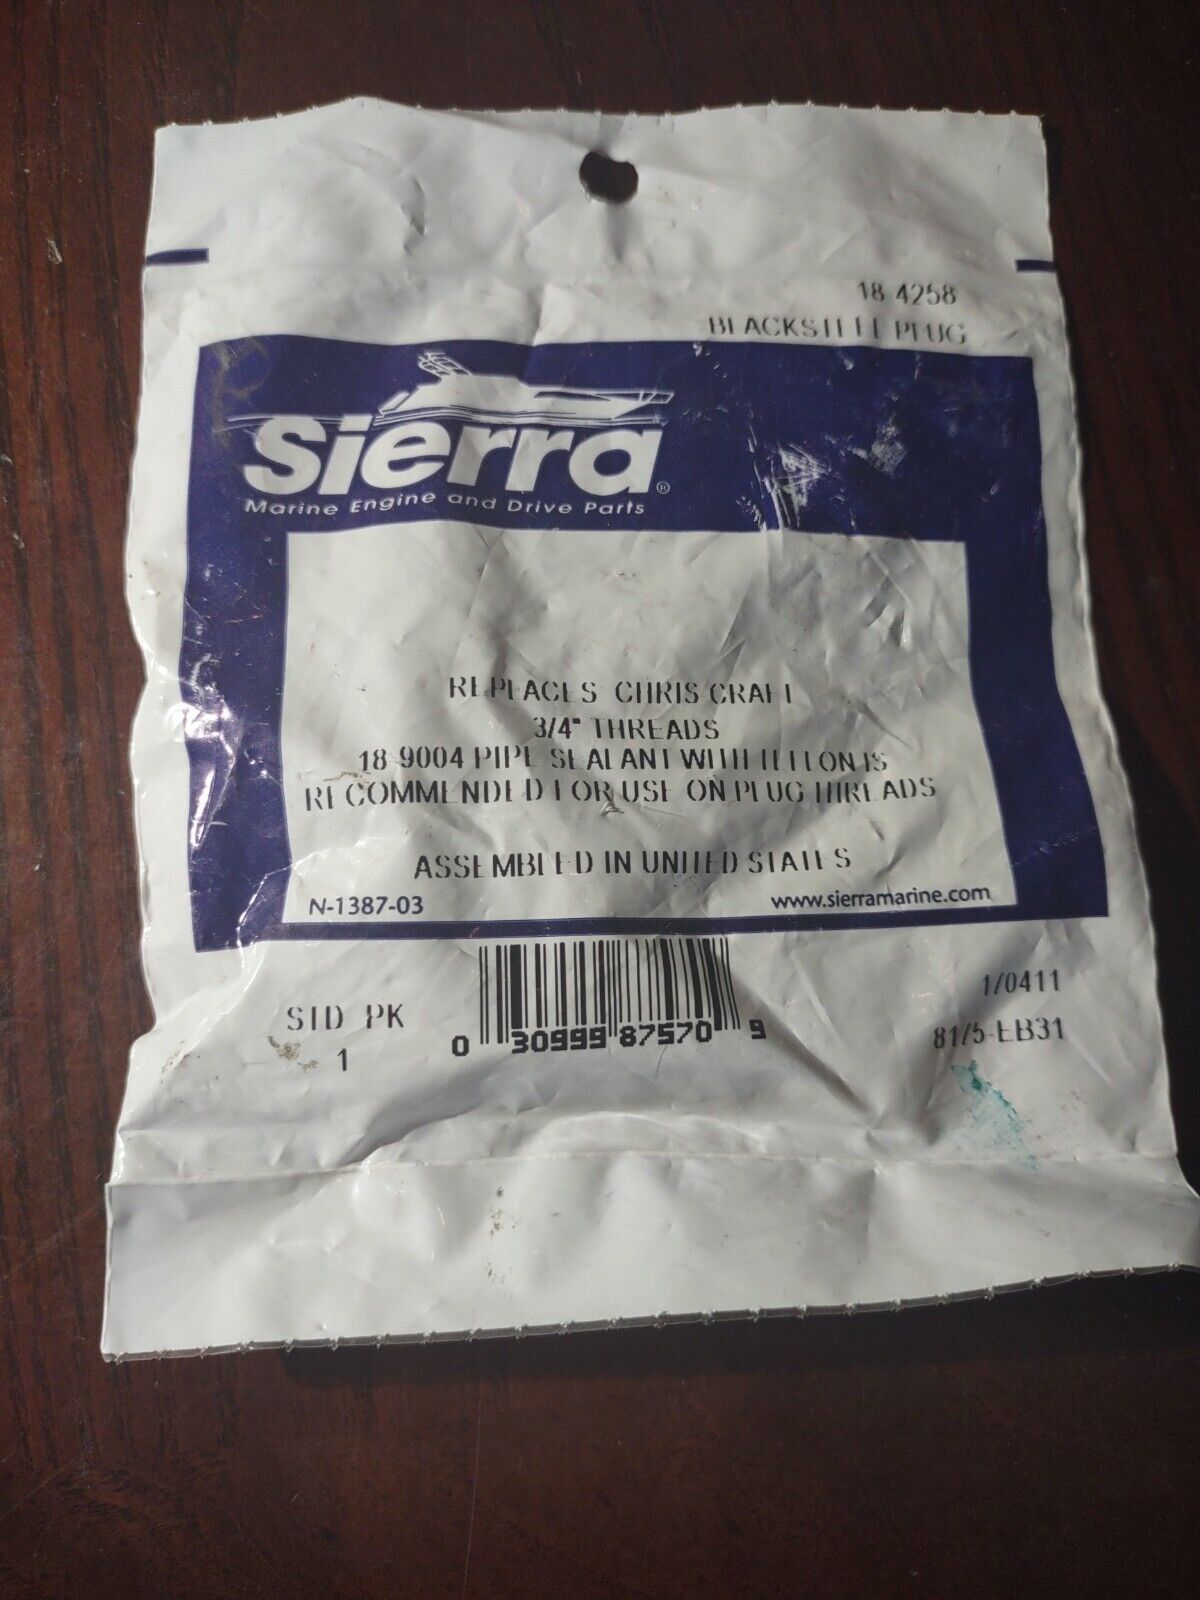 18-4258
BLACK STEEL PLUG
Sierra®
Marine Engine and Drive Parts
REPLACES: CHRIS CRAFT
3/4" THREADS
18-9004 PIPE SEALANT WITH TEFLON IS
RECOMMENDED FOR USE ON PLUG THREADS
ASSEMBLED IN UNITED STATES
N-1387-03 www.sierramarine.com
STD PK
1
0 30999 87570 9
1/0411
8175-EB31